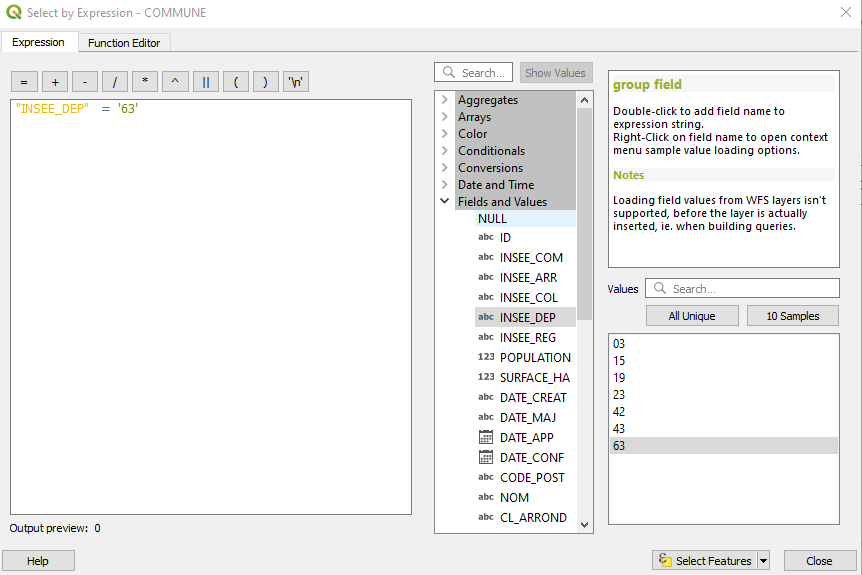 Select by Expression - COMMUNE
Expression
Function Editor
= + - / * ^ || ( ) '\n'
"INSEE_DEP" = '63'
Output preview: 0
Search...
Show Values
Aggregates
Arrays
Color
Conditionals
Conversions
Date and Time
Fields and Values
NULL
abc ID
abc INSEE_COM
abc INSEE_ARR
abc INSEE_COL
abc INSEE_DEP
abc INSEE_REG
123 POPULATION
123 SURFACE_HA
abc DATE_CREAT
abc DATE_MAJ
DATE_APP
DATE_CONF
abc CODE_POST
abc NOM
abc CL_ARROND
group field
Double-click to add field name to
expression string.
Right-Click on field name to open context
menu sample value loading options.
Notes
Loading field values from WFS layers isn't
supported, before the layer is actually
inserted, ie. when building queries.
Values
Search...
All Unique
10 Samples
03
15
19
23
42
43
63
Help
Select Features
Close